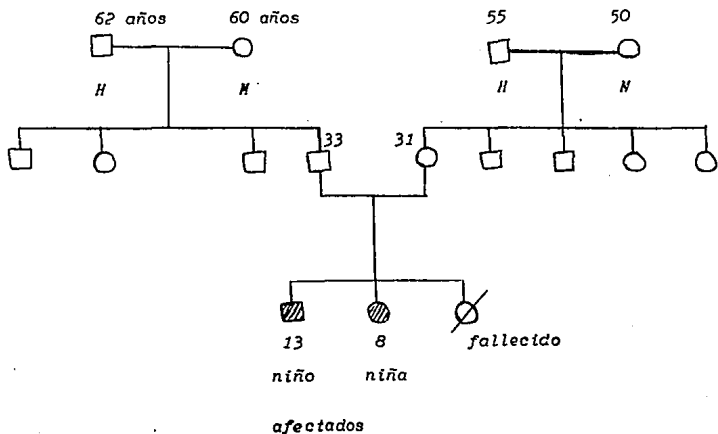 62 años 60 años 55 50
H M H M
33 31
13 8 fallecido
niño niña
afectados